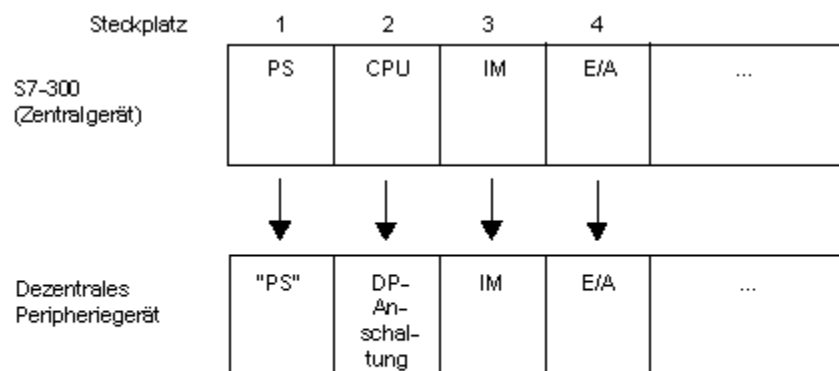 Steckplatz 1 2 3 4
PS CPU IM E/A ...
S7-300
(Zentralgerät)
"PS" DP- IM E/A ...
Dezentrales An-
Peripheriegerät schal-
tung